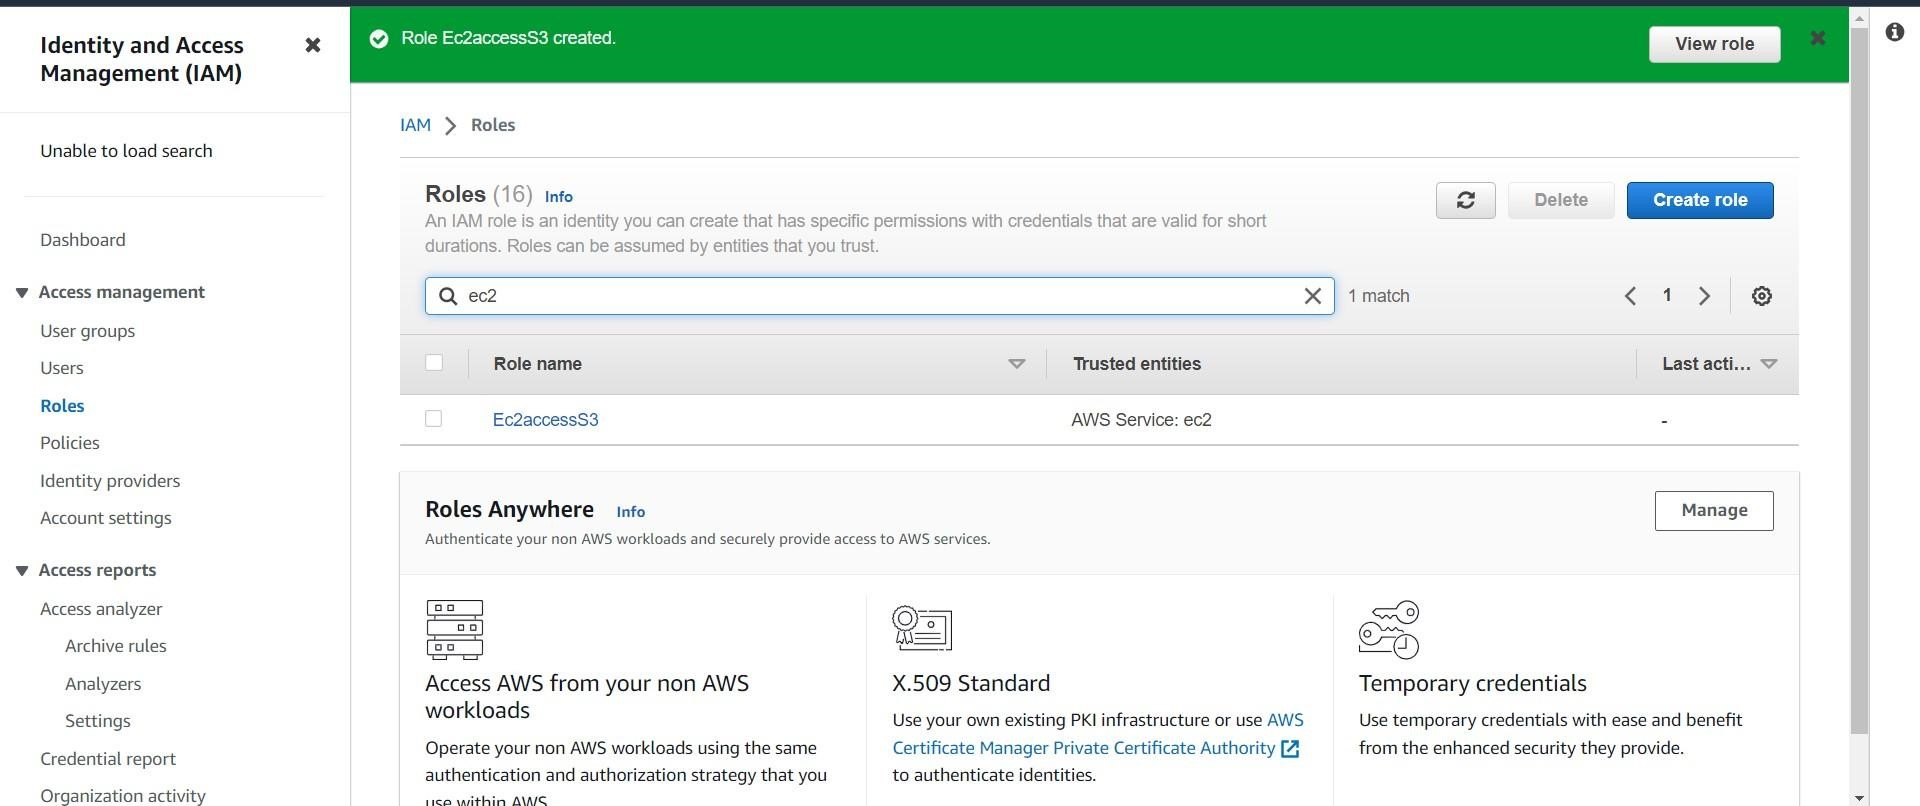 Identity and Access
Management (IAM)
Unable to load search
Dashboard
Access management
User groups
Users
Roles
Policies
Identity providers
Account settings
Access reports
Access analyzer
Archive rules
Analyzers
Settings
Credential report
Organization activity
Role Ec2accessS3 created.
View role
IAM
Roles
Roles (16) Info
An IAM role is an identity you can create that has specific permissions with credentials that are valid for short
durations. Roles can be assumed by entities that you trust.
Delete
Create role
ec2
1 match
1
Role name
Trusted entities
Last acti...
Ec2accessS3
AWS Service: ec2
-
Roles Anywhere Info
Authenticate your non AWS workloads and securely provide access to AWS services.
Manage
Access AWS from your non AWS
workloads
Operate your non AWS workloads using the same
authentication and authorization strategy that you
use within AWS.
X.509 Standard
Use your own existing PKI infrastructure or use AWS
Certificate Manager Private Certificate Authority
to authenticate identities.
Temporary credentials
Use temporary credentials with ease and benefit
from the enhanced security they provide.